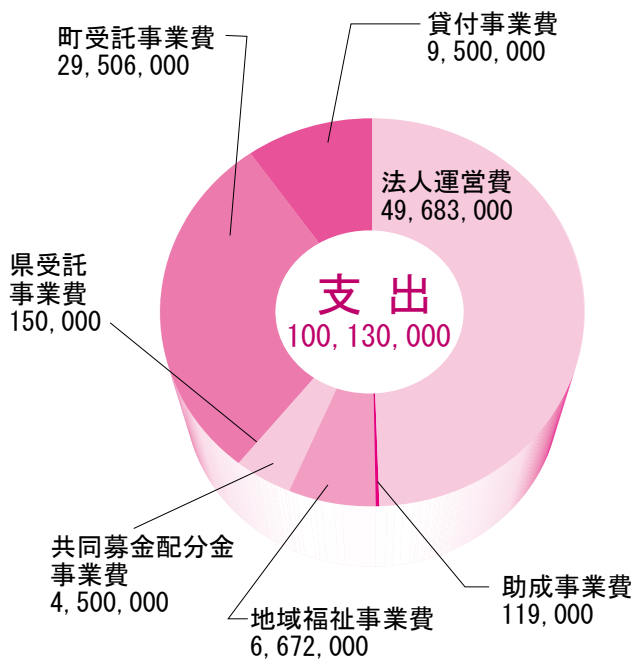 町受託事業費
29,506,000
貸付事業費
9,500,000
法人運営費
49,683,000
県受託
事業費
150,000
支出
100,130,000
共同募金配分金
事業費
4,500,000
地域福祉事業費
6,672,000
助成事業費
119,000